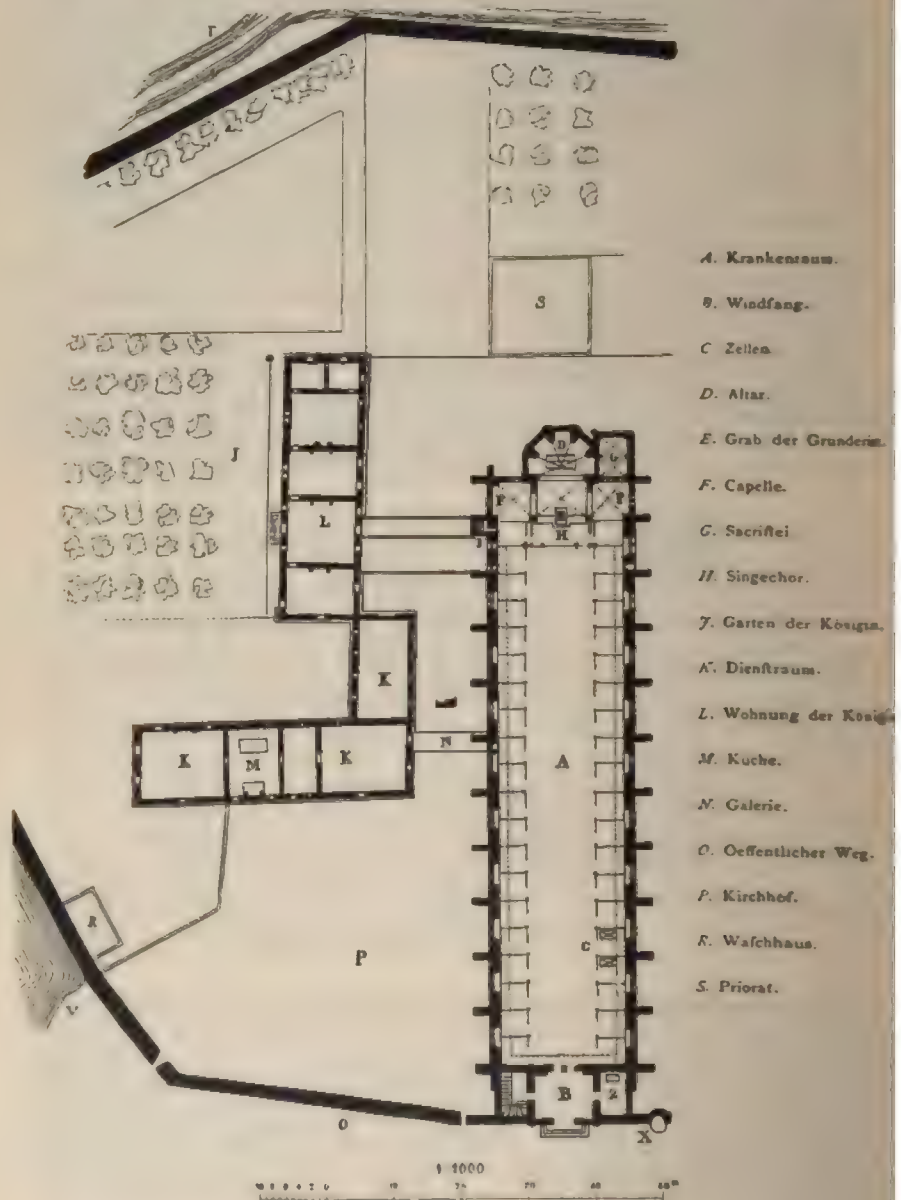 A. Krankenraum.
B. Windfang.
C Zellen
D. Altar.
E. Grab der Gründerin.
F. Capelle.
G. Sacristei
H. Singechor.
J. Garten der Königin.
K. Dienstraum.
L. Wohnung der König
M. Küche.
N. Galerie.
O. Oeffentlicher Weg.
P. Kirchhof.
R. Waschhaus.
S. Priorat.
T
S
J
L
D
G
F
F
H
I
K
N
A
K
M
K
R
P
C
V
B
Z
O
X
1:1000